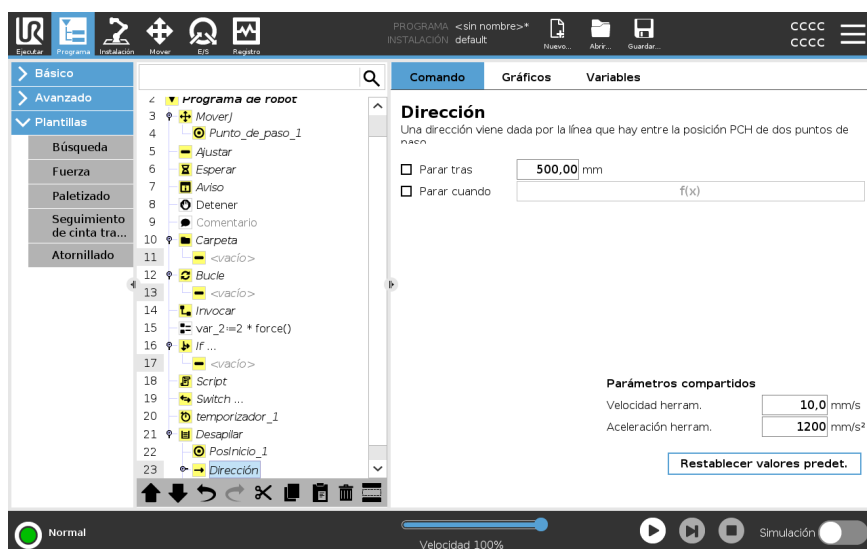 PROGRAMA <sin nombre>*
INSTALACIÓN default
UR
Ejecutar
Programa
Instalación
Mover
E/S
Registro
Nuevo...
Abrir...
Guardar...
CCCC
CCCC
Básico
Avanzado
Plantillas
Búsqueda
Fuerza
Paletizado
Seguimiento
de cinta tra...
Atornillado
2 Programa de robot
3 MoverJ
4 Punto_de_paso_1
5 Ajustar
6 Esperar
7 Aviso
8 Detener
9 Comentario
10 Carpeta
11 <vacío>
12 Bucle
13 <vacío>
14 Invocar
15 var_2≔2 * force()
16 If ...
17 <vacío>
18 Script
19 Switch ...
20 temporizador_1
21 Desapilar
22 PosInicio_1
23 Dirección
Comando Gráficos Variables
Dirección
Una dirección viene dada por la línea que hay entre la posición PCH de dos puntos de
paso.
Parar tras 500,00 mm
Parar cuando f(x)
Parámetros compartidos
Velocidad herram. 10,0 mm/s
Aceleración herram. 1200 mm/s²
Restablecer valores predet.
Normal
Velocidad 100%
Simulación